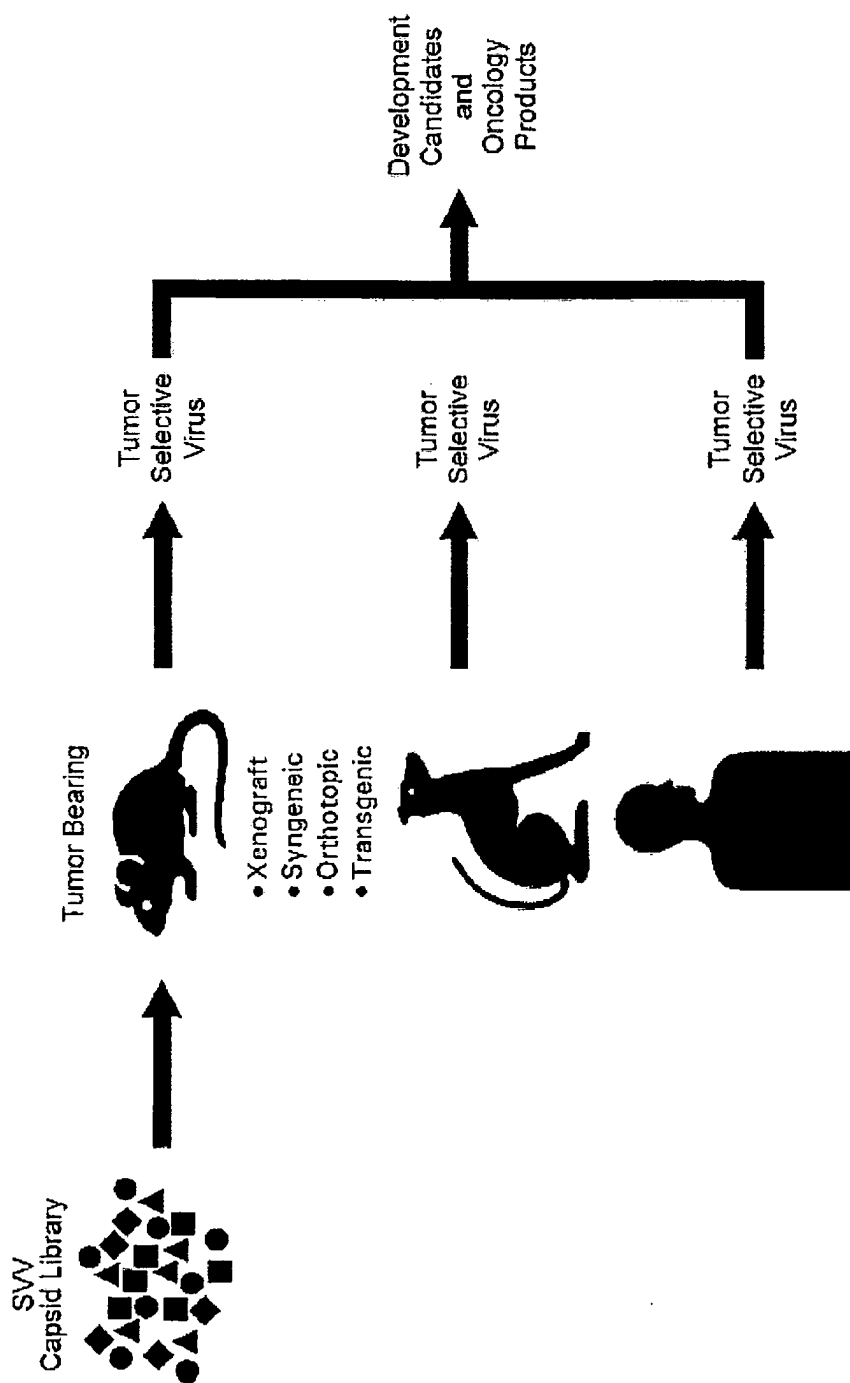 SVV
Capsid Library
Tumor Bearing
• Xenograft
• Syngeneic
• Orthotopic
• Transgenic
Tumor
Selective
Virus
Tumor
Selective
Virus
Tumor
Selective
Virus
Development
Candidates
and
Oncology
Products